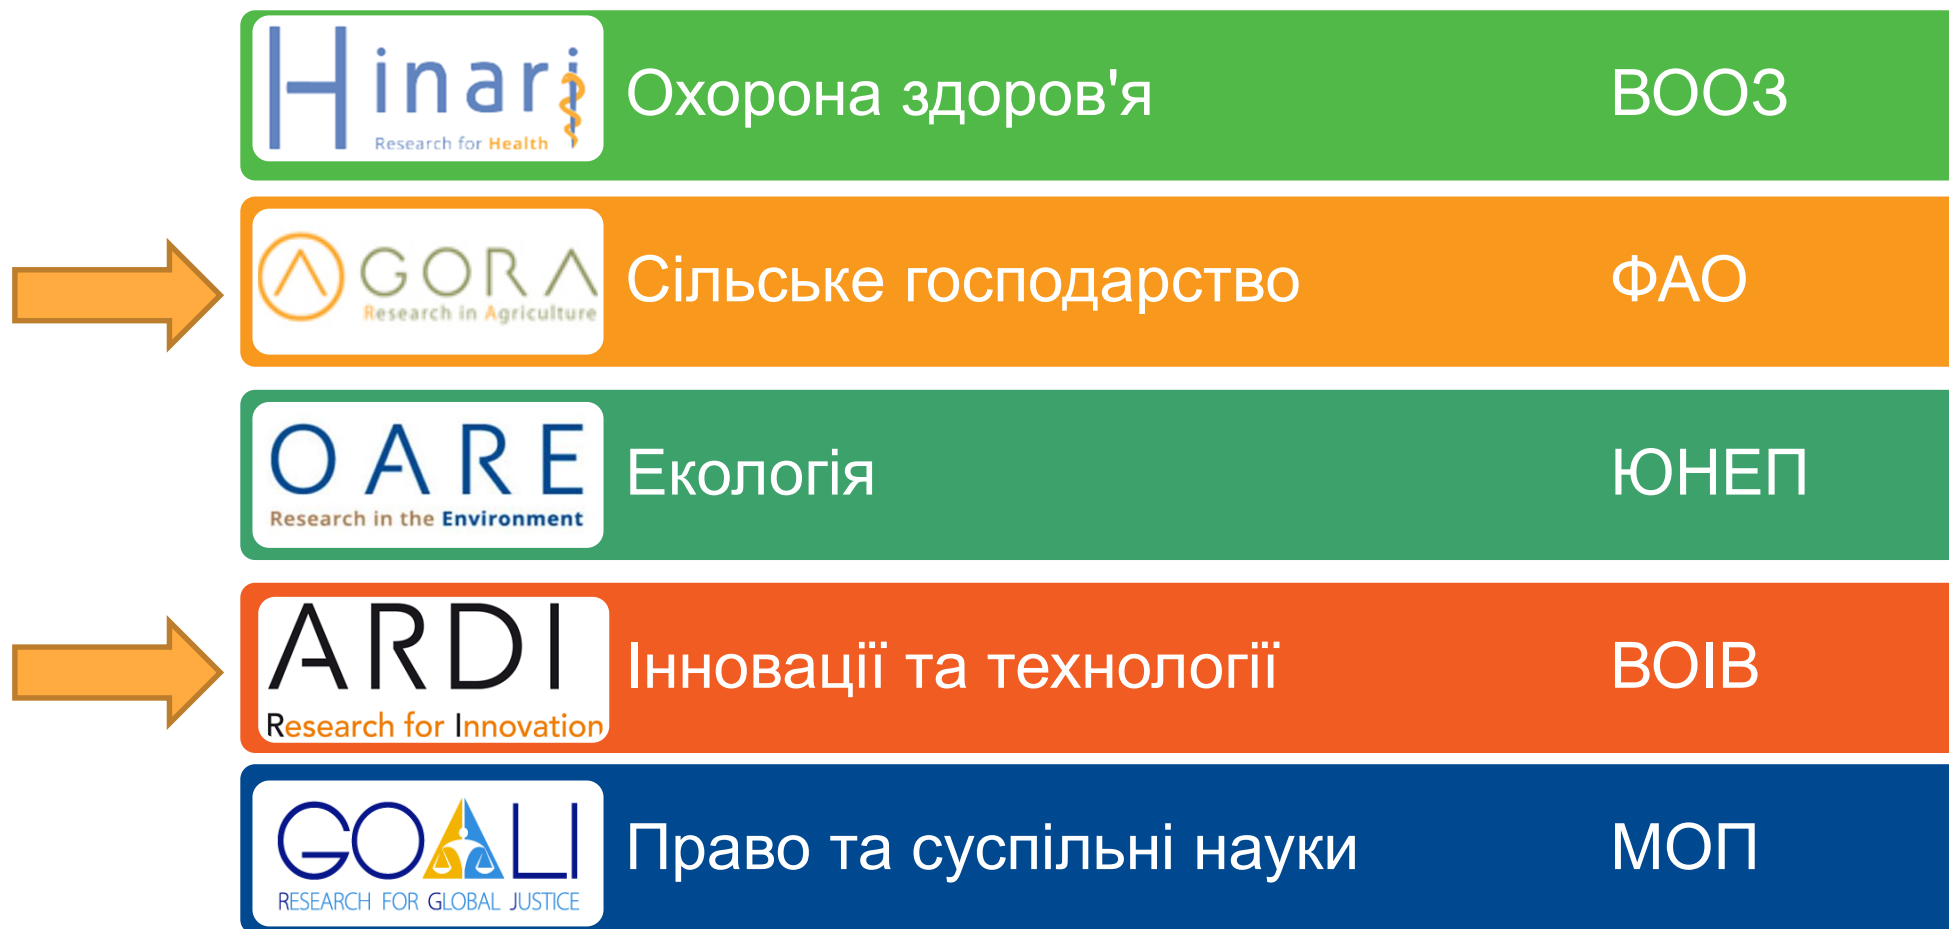 Hinari
Research for Health
Охорона здоров'я
ВООЗ
AGORA
Research in Agriculture
Сільське господарство
ФАО
OARE
Research in the Environment
Екологія
ЮНЕП
ARDI
Research for Innovation
Інновації та технології
ВОІВ
GOALI
RESEARCH FOR GLOBAL JUSTICE
Право та суспільні науки
МОП